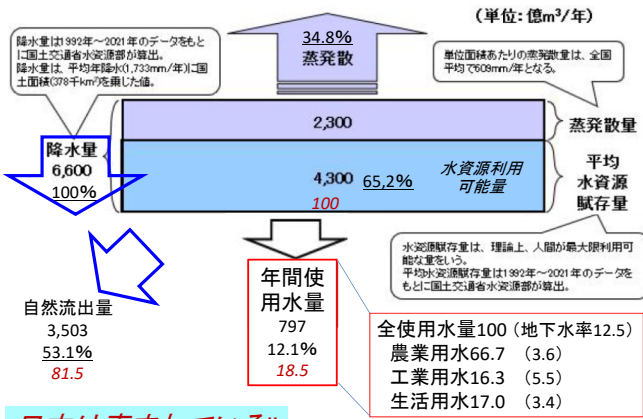 (単位:億m³/年)
降水量は1992年～2021年のデータをもと
に国土交通省水資源部が算出。
降水量は、平均年降水(1,733mm/年)に国
土面積(378千km²)を乗じた値。
34.8%
蒸発散
単位面積あたりの蒸発散量は、全国
平均で609mm/年となる。
2,300
蒸発散量
降水量
6,600
100%
4,300 65,2%
100
水資源利用
可能量
平均
水資源
賦存量
水資源賦存量は、理論上、人間が最大限利用可
能な量をいう。
平均水資源賦存量は1992年～2021年のデータを
もとに国土交通省水資源部が算出。
自然流出量
3,503
53.1%
81.5
年間使
用水量
797
12.1%
18.5
全使用水量100 (地下水率12.5)
農業用水66.7 (3.6)
工業用水16.3 (5.5)
生活用水17.0 (3.4)